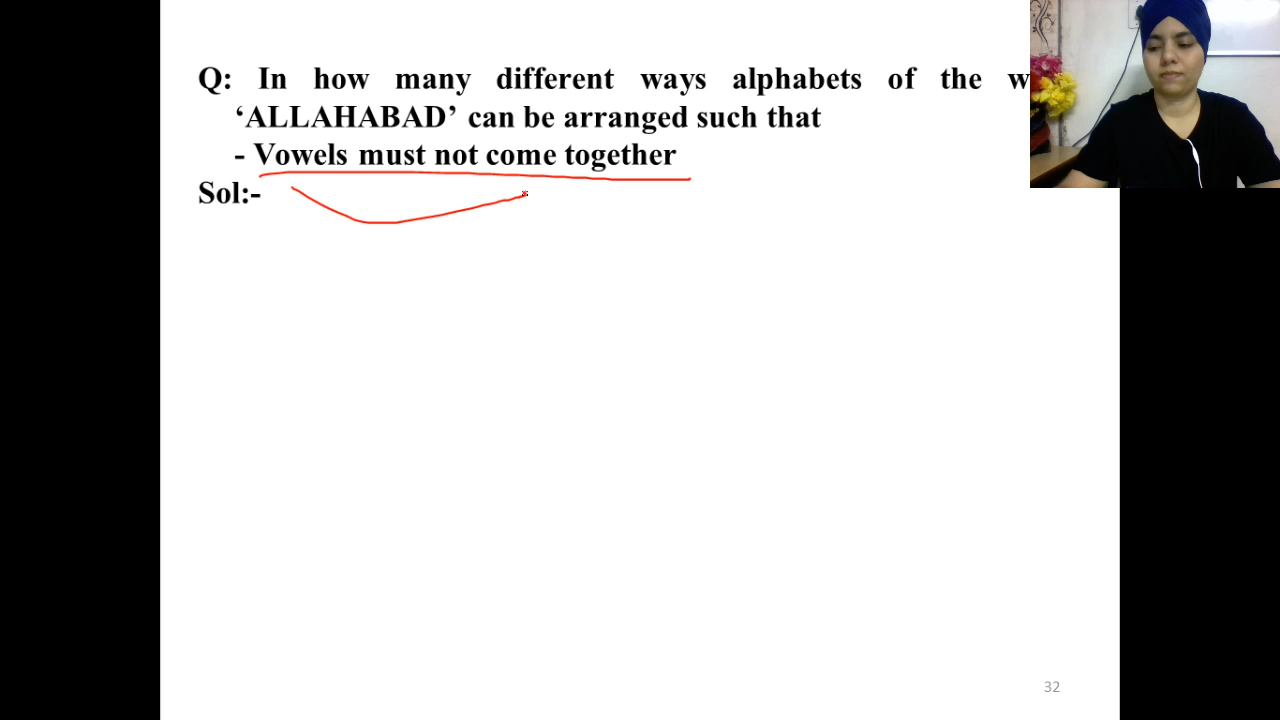 Q: In how many different ways alphabets of the
‘ALLAHABAD’ can be arranged such that
- Vowels must not come together
Sol:-
32